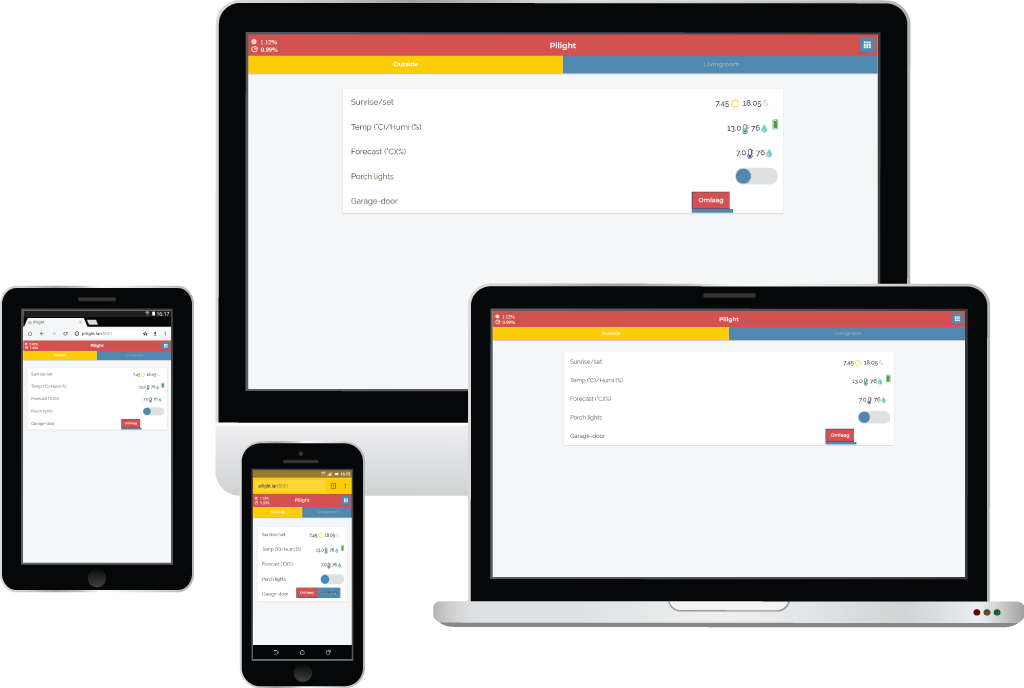 1.12%
0.99%
Pilight
Outside
Livingroom
Sunrise/set
7.45 18.05
Temp (°C)/Humi (%)
13.0 76
Forecast (°C)(%)
7.0 76
Porch lights
Garage-door
Omlaag
16:17
Pilight
pilight.lan:5001
Pilight
Outside
Livingroom
Sunrise/set
7.45 18.05
Temp (°C)/Humi (%)
13.0 76
Forecast (°C)(%)
7.0 76
Porch lights
Garage-door
Omlaag
pilight.lan:5001
Pilight
Outside
Livingroom
Sunrise/set
7.45 18.05
Temp (°C)/Humi (%)
13.0 76
Forecast (°C)(%)
7.0 76
Porch lights
Garage-door
Omlaag
1.12%
0.99%
Pilight
Outside
Livingroom
Sunrise/set
7.45 18.05
Temp (°C)/Humi (%)
13.0 76
Forecast (°C)(%)
7.0 76
Porch lights
Garage-door
Omlaag